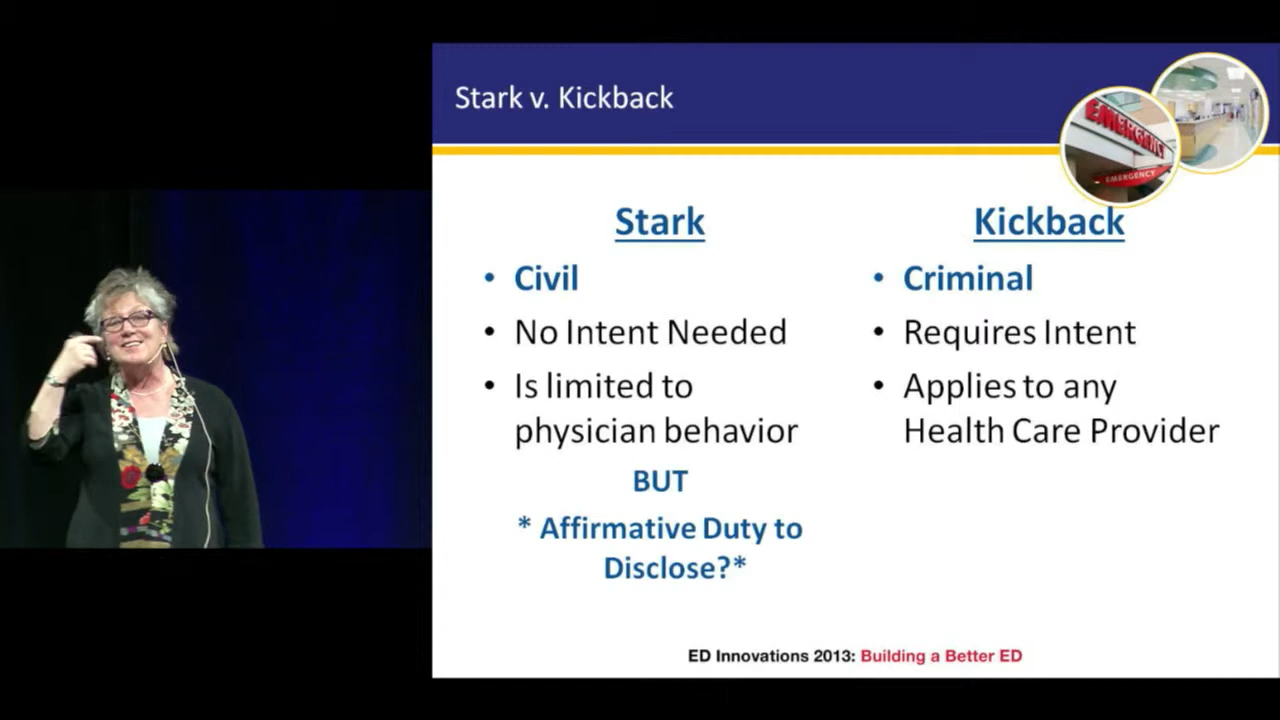 Stark v. Kickback
EMERGENCY
EMERGENCY
Stark
• Civil
• No Intent Needed
• Is limited to
physician behavior
BUT
* Affirmative Duty to
Disclose?*
Kickback
• Criminal
• Requires Intent
• Applies to any
Health Care Provider
ED Innovations 2013: Building a Better ED